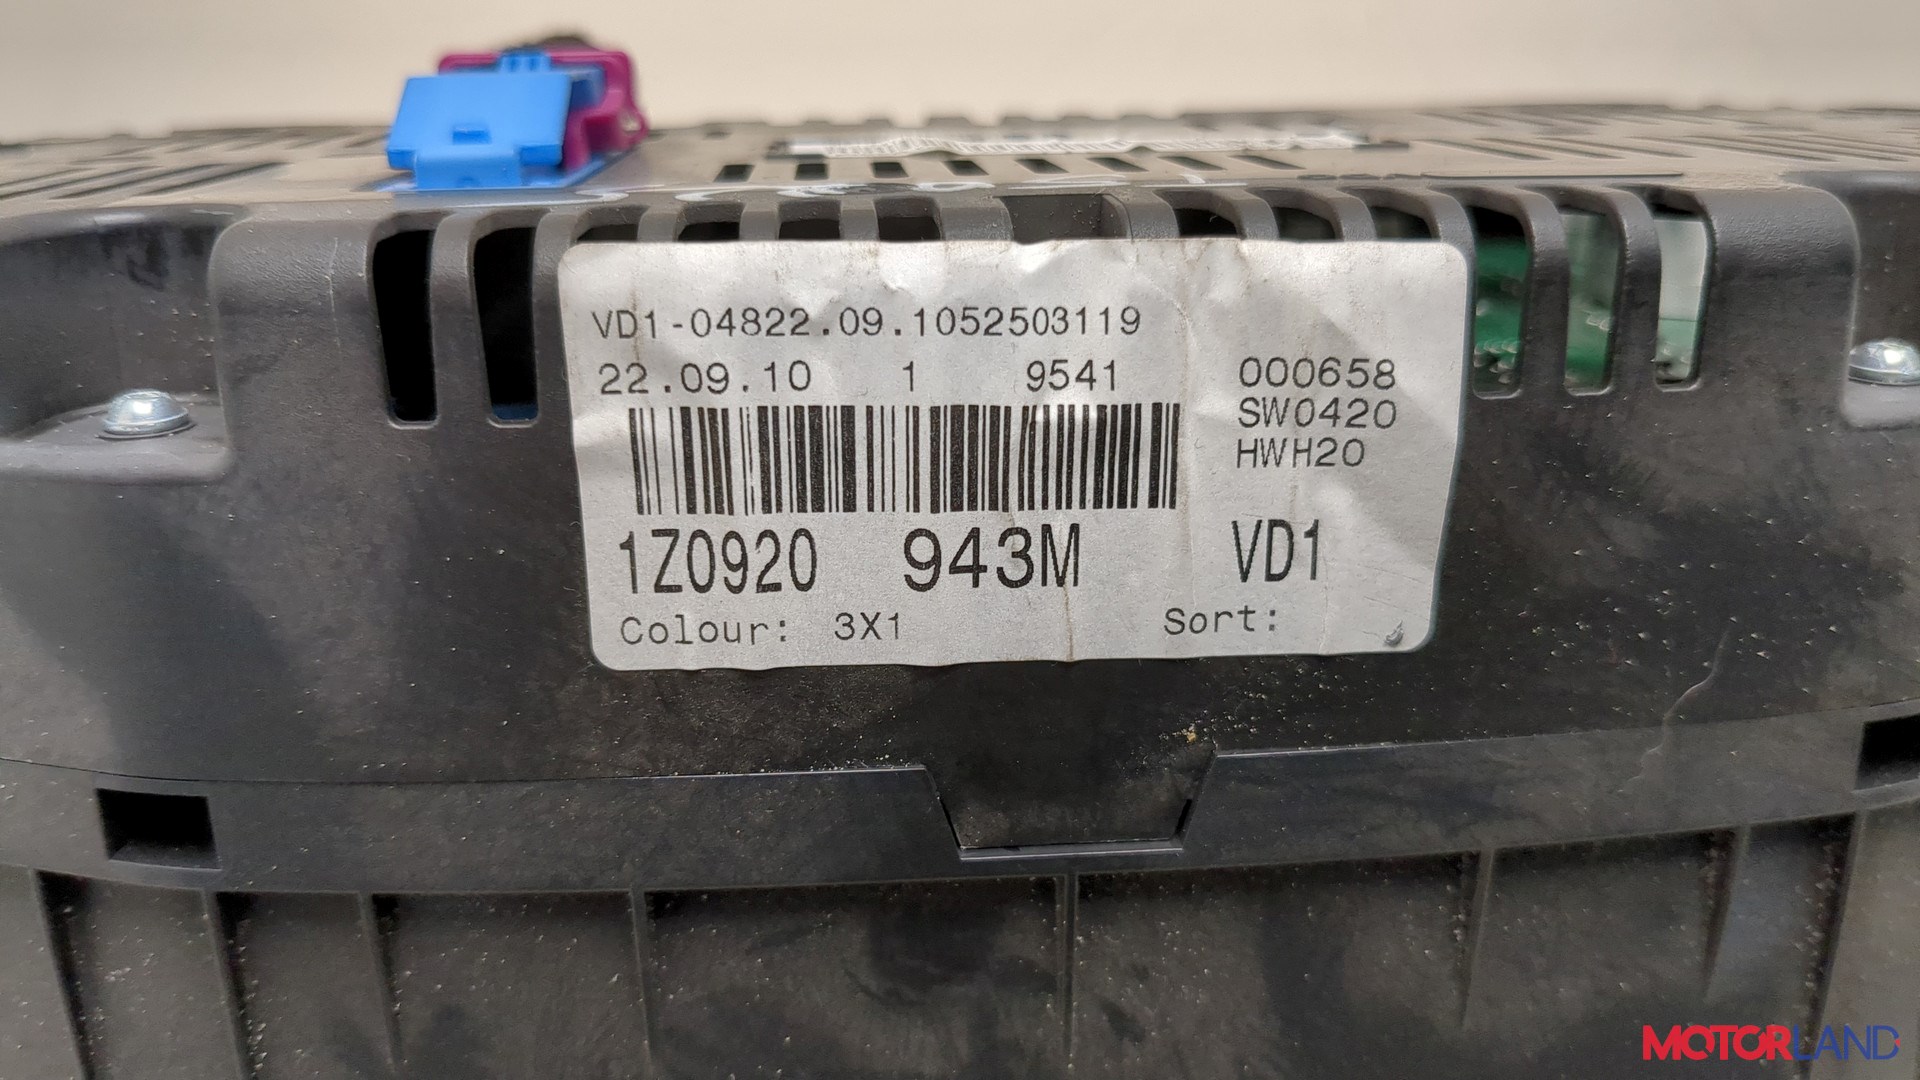 VD1-04822.09.1052503119
22.09.10 1 9541 000658
SW0420
HWH20
1Z0920 943M VD1
Colour: 3X1 Sort:
MOTORLAND